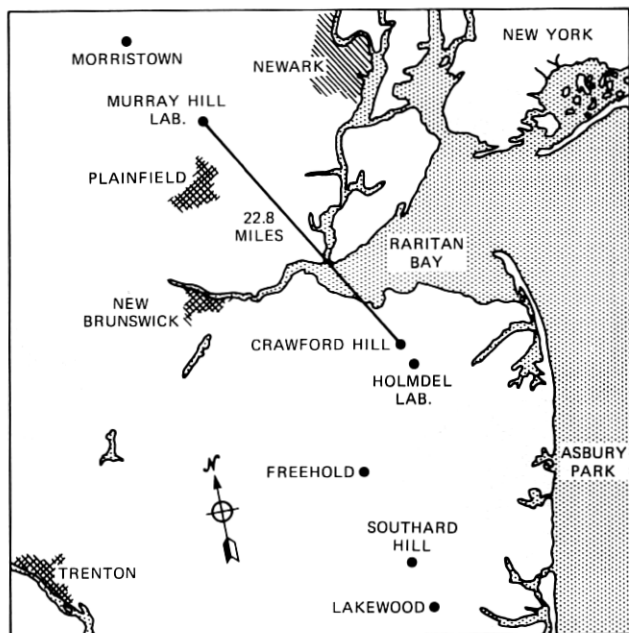 NEW YORK
MORRISTOWN
NEWARK
MURRAY HILL
LAB.
PLAINFIELD
22.8
MILES
RARITAN
BAY
NEW
BRUNSWICK
CRAWFORD HILL
HOLMDEL
LAB.
N
FREEHOLD
ASBURY
PARK
SOUTHARD
HILL
TRENTON
LAKEWOOD